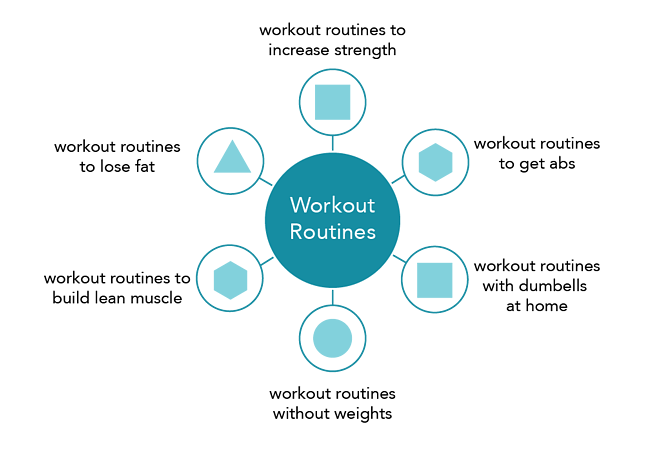 workout routines to
increase strength
workout routines
to get abs
workout routines
with dumbells
at home
workout routines
without weights
workout routines to
build lean muscle
workout routines
to lose fat
Workout
Routines